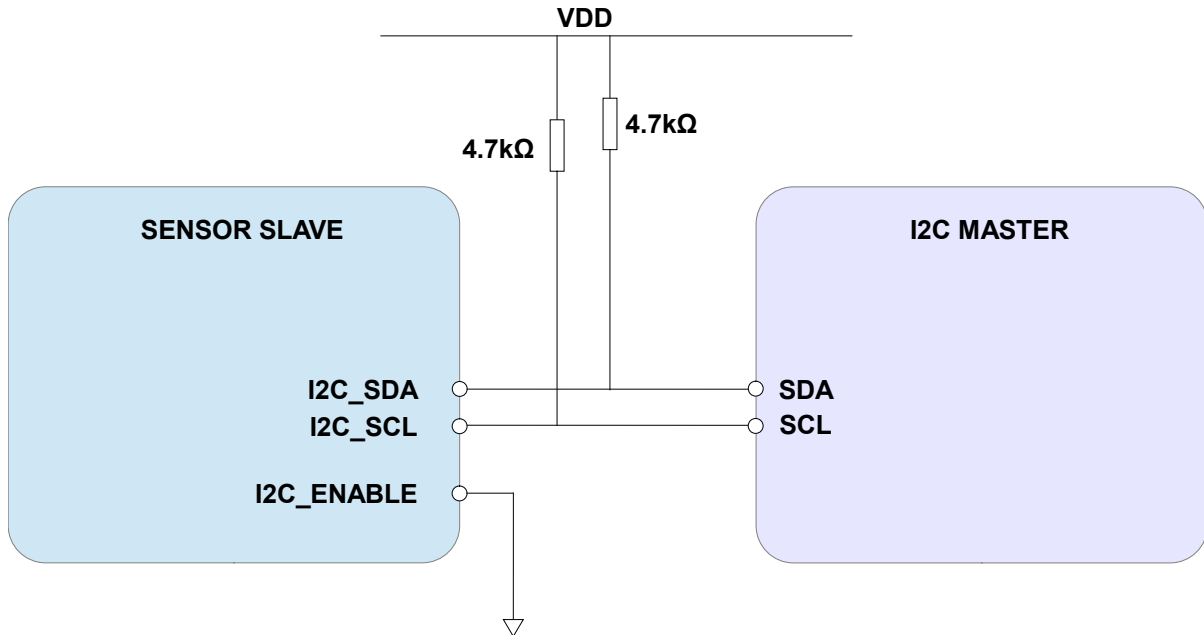 VDD
4.7kΩ
4.7kΩ
SENSOR SLAVE
I2C MASTER
I2C_SDA
SDA
I2C_SCL
SCL
I2C_ENABLE